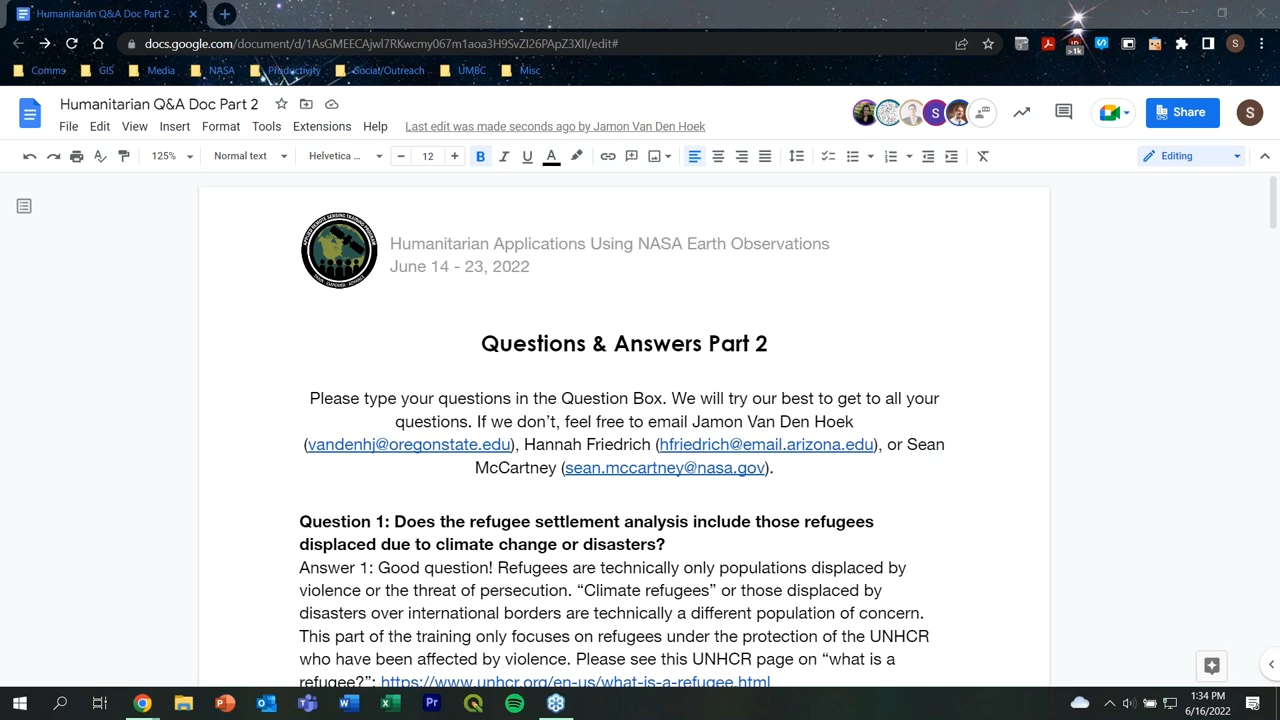 Humanitarian Q&A Doc Part 2 -
docs.google.com/document/d/1AsGMEECAjwl7RKwcmy067m1aoa3H9SvZI26PApZ3XlI/edit#
>1k
S
Comms GIS Media NASA Productivity Social/Outreach UMBC Misc
Humanitarian Q&A Doc Part 2
S
Share
S
File Edit View Insert Format Tools Extensions Help Last edit was made seconds ago by Jamon Van Den Hoek
125% Normal text Helvetica ... 12 B I U A Editing
Humanitarian Applications Using NASA Earth Observations
June 14 - 23, 2022
Questions & Answers Part 2
Please type your questions in the Question Box. We will try our best to get to all your
questions. If we don’t, feel free to email Jamon Van Den Hoek
(vandenhj@oregonstate.edu), Hannah Friedrich (hfriedrich@email.arizona.edu), or Sean
McCartney (sean.mccartney@nasa.gov).
Question 1: Does the refugee settlement analysis include those refugees
displaced due to climate change or disasters?
Answer 1: Good question! Refugees are technically only populations displaced by
violence or the threat of persecution. “Climate refugees” or those displaced by
disasters over international borders are technically a different population of concern.
This part of the training only focuses on refugees under the protection of the UNHCR
who have been affected by violence. Please see this UNHCR page on “what is a
refugee?”: https://www.unhcr.org/en-us/what-is-a-refugee.html
1:34 PM
6/16/2022